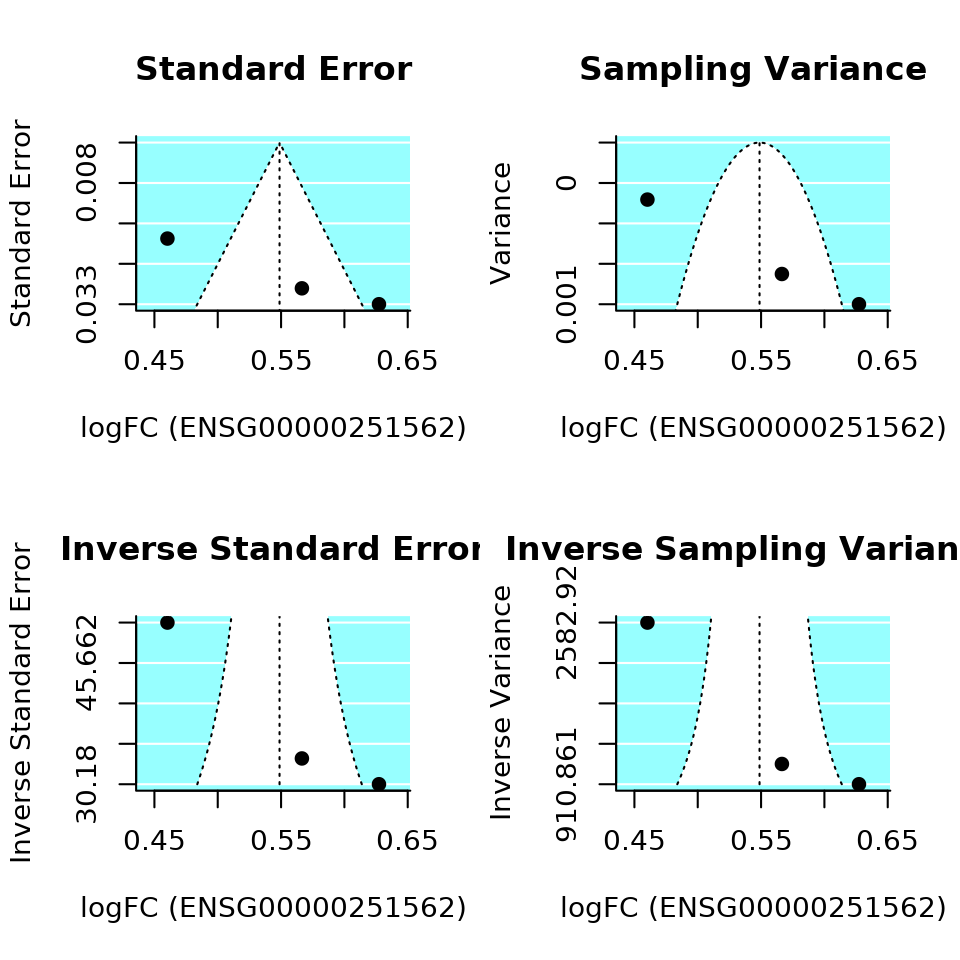 Standard Error
Standard Error
0.008
0.033
0.45 0.55 0.65
logFC (ENSG00000251562)
Sampling Variance
Variance
0
0.001
0.45 0.55 0.65
logFC (ENSG00000251562)
Inverse Standard Error
Inverse Standard Error
45.662
30.18
0.45 0.55 0.65
logFC (ENSG00000251562)
Inverse Sampling Varian
Inverse Variance
2582.92
910.861
0.45 0.55 0.65
logFC (ENSG00000251562)